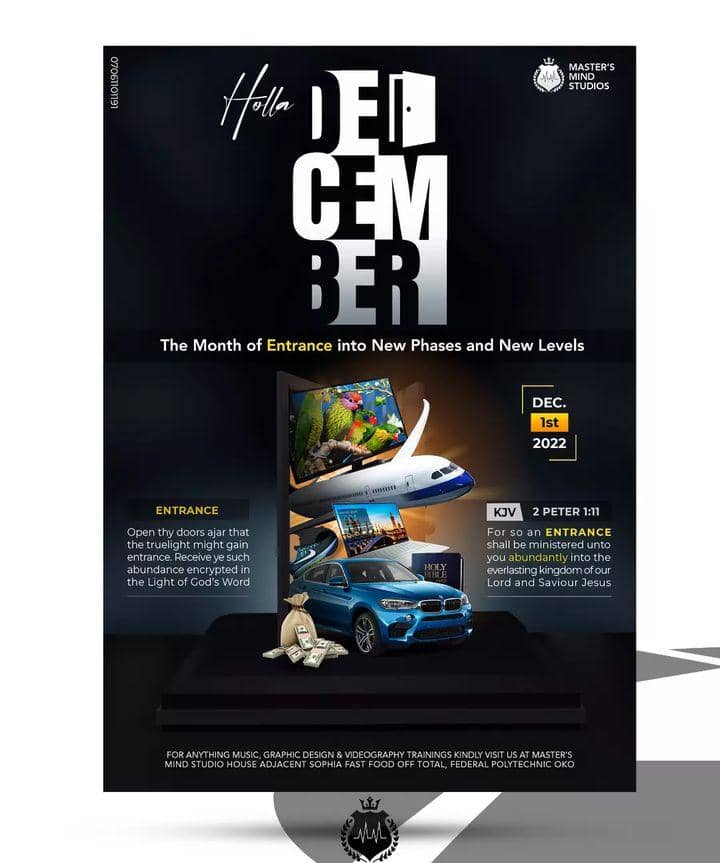 07061101191
Holla
MASTER'S
MIND
STUDIOS
DE
CEM
BER
The Month of Entrance into New Phases and New Levels
DEC.
1st
2022
ENTRANCE
Open thy doors ajar that
the truelight might gain
entrance. Receive ye such
abundance encrypted in
the Light of God's Word
KJV 2 PETER 1:11
For so an ENTRANCE
shall be ministered unto
you abundantly into the
everlasting kingdom of our
Lord and Saviour Jesus
HOLY
BIBLE
FOR ANYTHING MUSIC, GRAPHIC DESIGN & VIDEOGRAPHY TRAININGS KINDLY VISIT US AT MASTER'S
MIND STUDIO HOUSE ADJACENT SOPHIA FAST FOOD OFF TOTAL, FEDERAL POLYTECHNIC OKO